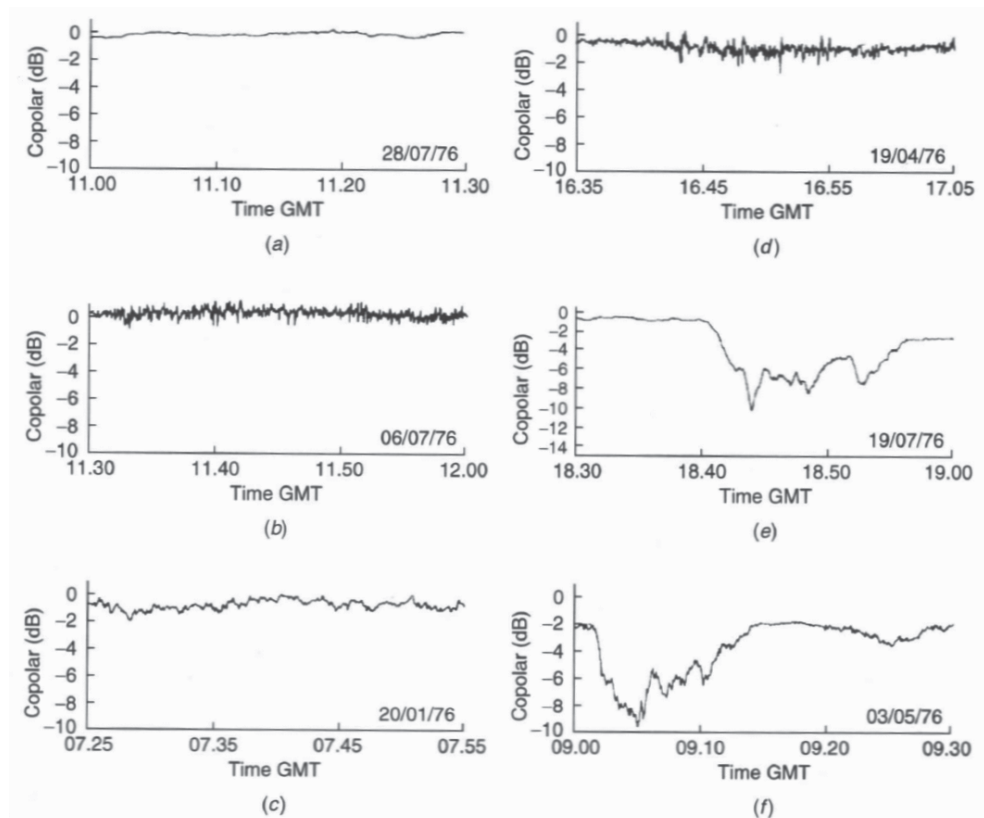 Copolar (dB)
0
−2
−4
−6
−8
−10
28/07/76
11.00 11.10 11.20 11.30
Time GMT
(a)
Copolar (dB)
0
−2
−4
−6
−8
−10
06/07/76
11.30 11.40 11.50 12.00
Time GMT
(b)
Copolar (dB)
0
−2
−4
−6
−8
−10
20/01/76
07.25 07.35 07.45 07.55
Time GMT
(c)
Copolar (dB)
0
−2
−4
−6
−8
−10
19/04/76
16.35 16.45 16.55 17.05
Time GMT
(d)
Copolar (dB)
0
−2
−4
−6
−8
−10
−12
−14
19/07/76
18.30 18.40 18.50 19.00
Time GMT
(e)
Copolar (dB)
0
−2
−4
−6
−8
−10
03/05/76
09.00 09.10 09.20 09.30
Time GMT
(f)